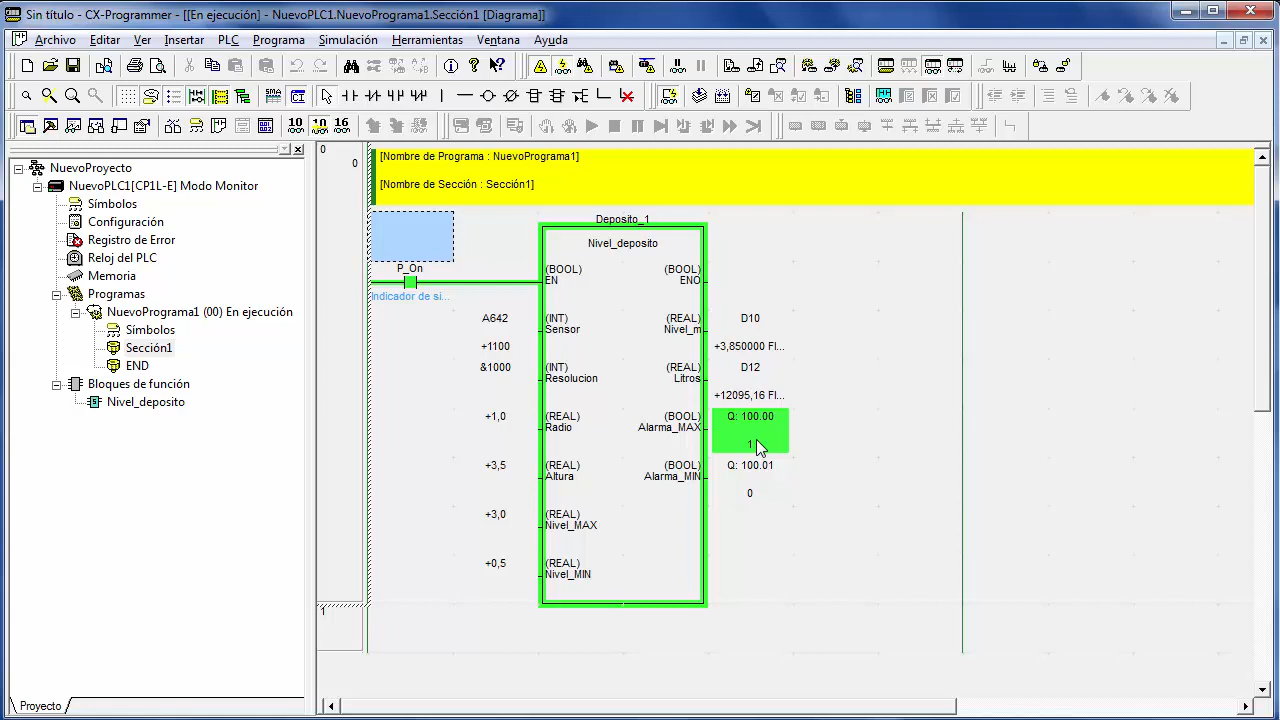 Sin título - CX-Programmer - [[En ejecución] - NuevoPLC1.NuevoPrograma1.Sección1 [Diagrama]]
Archivo Editar Ver Insertar PLC Programa Simulación Herramientas Ventana Ayuda
SMA
CI
10 10 16
NuevoProyecto
NuevoPLC1[CP1L-E] Modo Monitor
Símbolos
Configuración
Registro de Error
Reloj del PLC
Memoria
Programas
NuevoPrograma1 (00) En ejecución
Símbolos
Sección1
END
Bloques de función
Nivel_deposito
Proyecto
0
0
[Nombre de Programa : NuevoPrograma1]
[Nombre de Sección : Sección1]
Deposito_1
Nivel_deposito
P_On
Indicador de si...
(BOOL) (BOOL)
EN ENO
A642 (INT) (REAL) D10
Sensor Nivel_m
+1100 +3,850000 Fl...
&1000 (INT) (REAL) D12
Resolucion Litros
+12095,16 Fl...
+1,0 (REAL) (BOOL) Q: 100.00
Radio Alarma_MAX
1
+3,5 (REAL) (BOOL) Q: 100.01
Altura Alarma_MIN
0
+3,0 (REAL)
Nivel_MAX
+0,5 (REAL)
Nivel_MIN
1